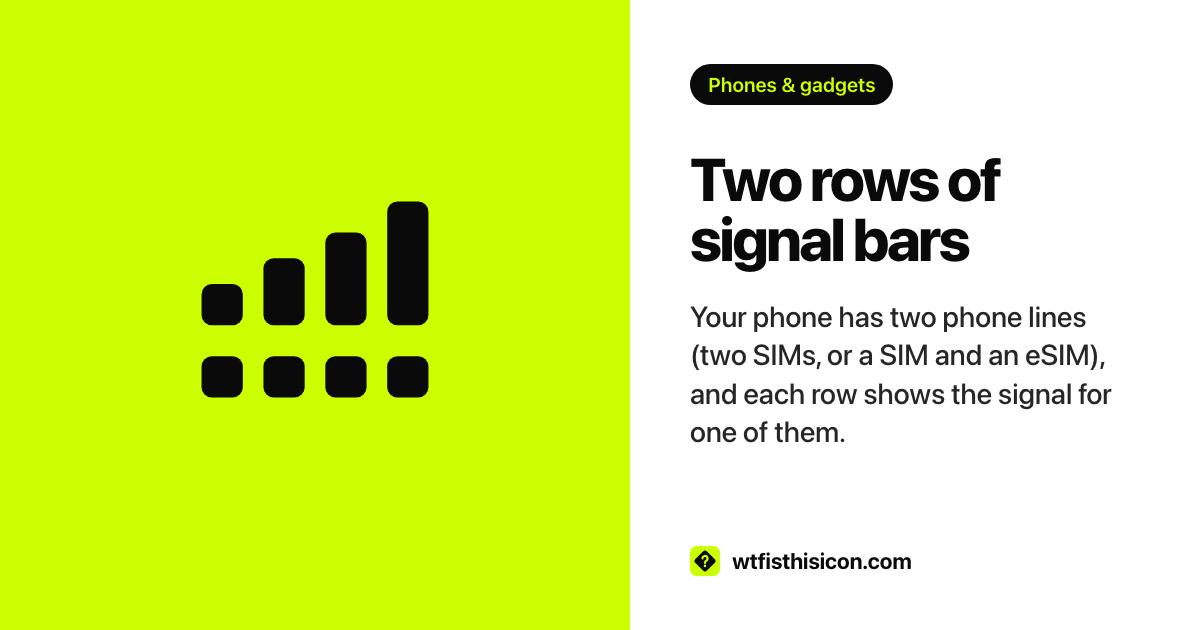 Phones & gadgets
Two rows of
signal bars
Your phone has two phone lines
(two SIMs, or a SIM and an eSIM),
and each row shows the signal for
one of them.
?
wtfisthisicon.com